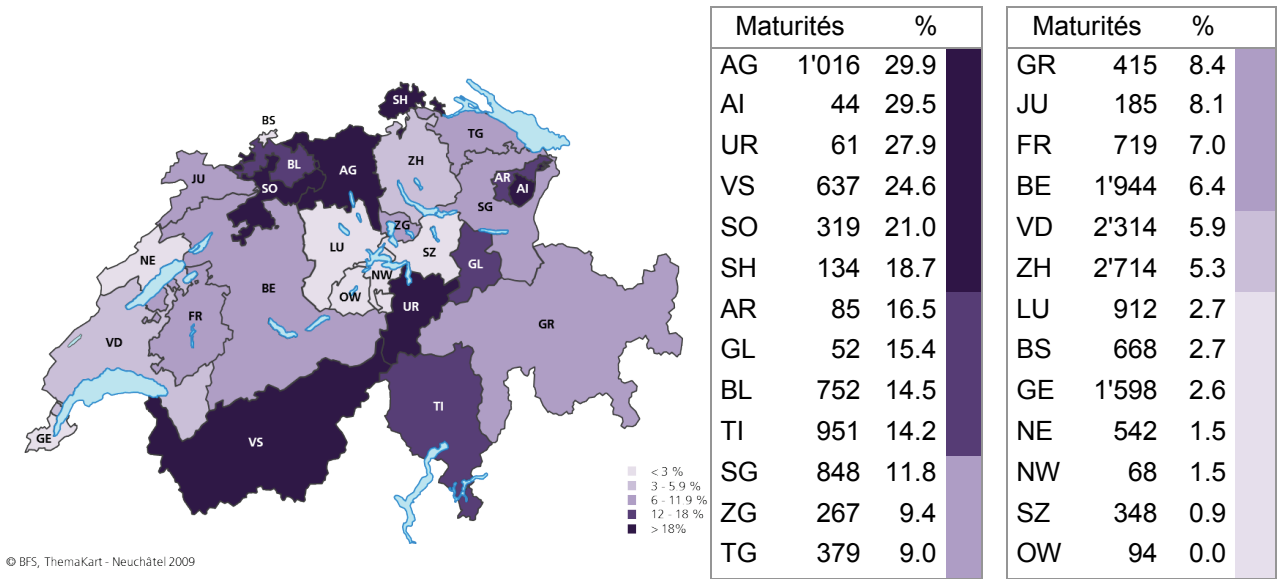 SH
BS
TG
BL
ZH
AG
JU
AR
AI
SO
SG
ZG
LU
SZ
NE
GL
NW
BE
OW
UR
FR
GR
VD
TI
GE
VS
< 3 %
3 - 5.9 %
6 - 11.9 %
12 - 18 %
> 18%
© BFS, ThemaKart - Neuchâtel 2009
Maturités %
AG 1'016 29.9
AI 44 29.5
UR 61 27.9
VS 637 24.6
SO 319 21.0
SH 134 18.7
AR 85 16.5
GL 52 15.4
BL 752 14.5
TI 951 14.2
SG 848 11.8
ZG 267 9.4
TG 379 9.0
Maturités %
GR 415 8.4
JU 185 8.1
FR 719 7.0
BE 1'944 6.4
VD 2'314 5.9
ZH 2'714 5.3
LU 912 2.7
BS 668 2.7
GE 1'598 2.6
NE 542 1.5
NW 68 1.5
SZ 348 0.9
OW 94 0.0